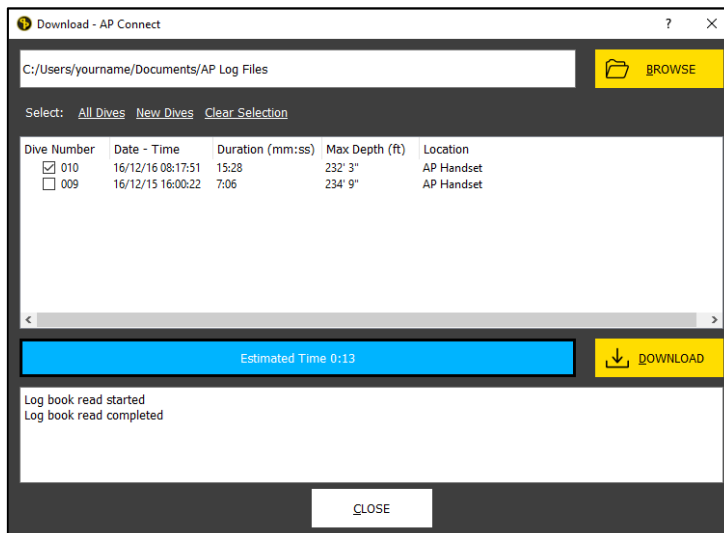 Download - AP Connect ?
C:/Users/yourname/Documents/AP Log Files BROWSE
Select: All Dives New Dives Clear Selection
Dive Number Date - Time Duration (mm:ss) Max Depth (ft) Location
010 16/12/16 08:17:51 15:28 232' 3" AP Handset
009 16/12/15 16:00:22 7:06 234' 9" AP Handset
Estimated Time 0:13 DOWNLOAD
Log book read started
Log book read completed
CLOSE